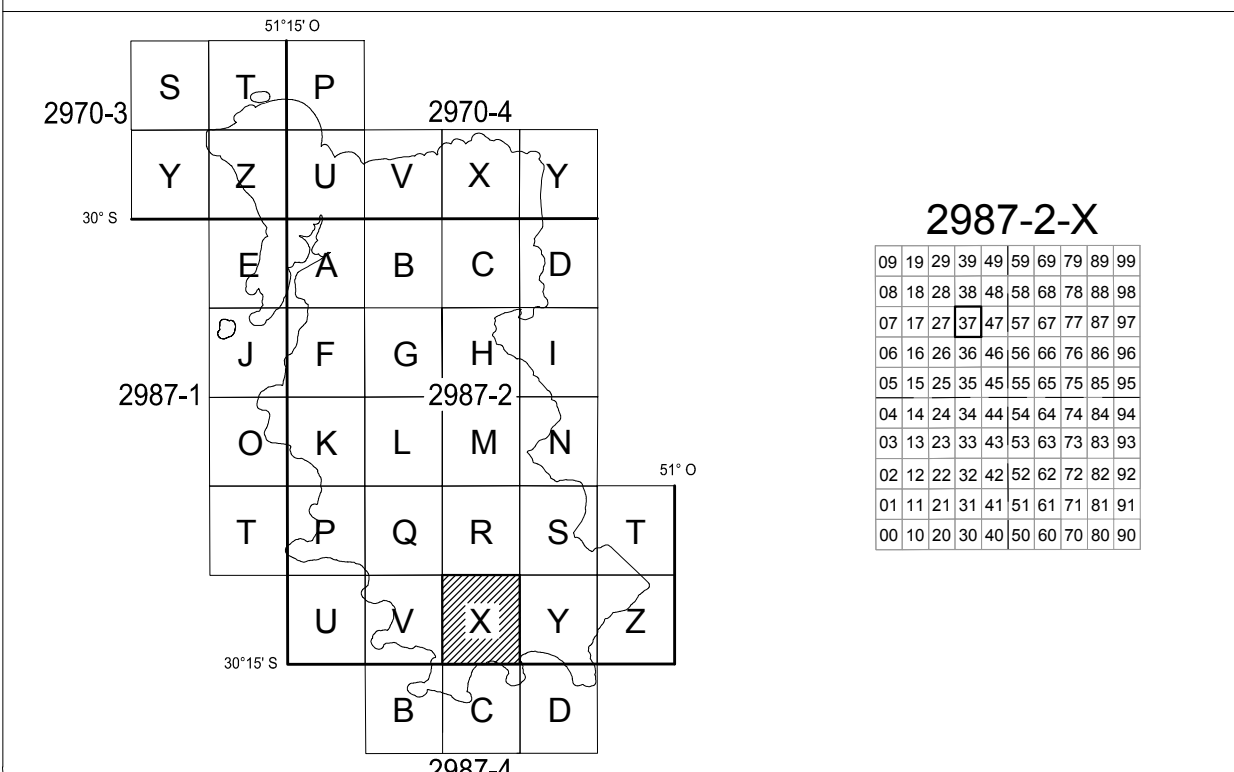 51°15' O
S T P
2970-3 2970-4
Y Z U V X Y
30° S
E A B C D
J F G H I
2987-1 2987-2
O K L M N
51° O
T P Q R S T
U V X Y Z
30°15' S
B C D
2987-4
2987-2-X
09 19 29 39 49 59 69 79 89 99
08 18 28 38 48 58 68 78 88 98
07 17 27 37 47 57 67 77 87 97
06 16 26 36 46 56 66 76 86 96
05 15 25 35 45 55 65 75 85 95
04 14 24 34 44 54 64 74 84 94
03 13 23 33 43 53 63 73 83 93
02 12 22 32 42 52 62 72 82 92
01 11 21 31 41 51 61 71 81 91
00 10 20 30 40 50 60 70 80 90